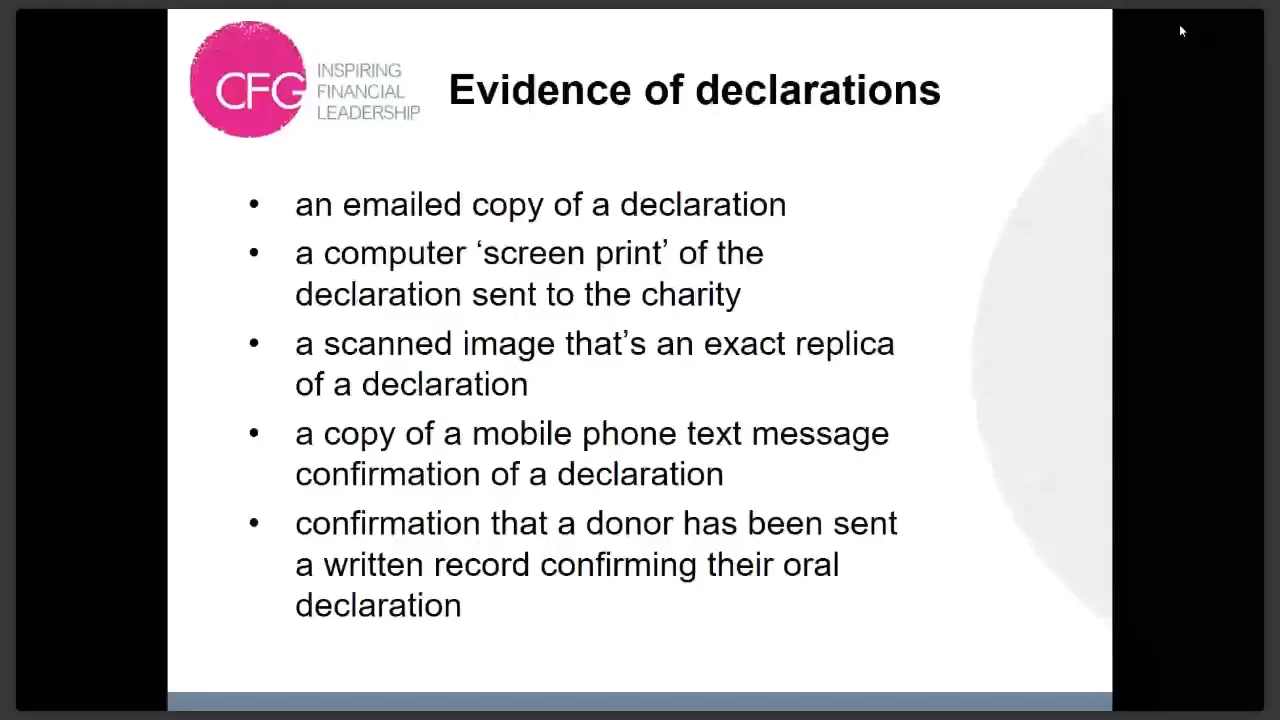 CFG
INSPIRING
FINANCIAL
LEADERSHIP
Evidence of declarations
• an emailed copy of a declaration
• a computer ‘screen print’ of the
declaration sent to the charity
• a scanned image that’s an exact replica
of a declaration
• a copy of a mobile phone text message
confirmation of a declaration
• confirmation that a donor has been sent
a written record confirming their oral
declaration